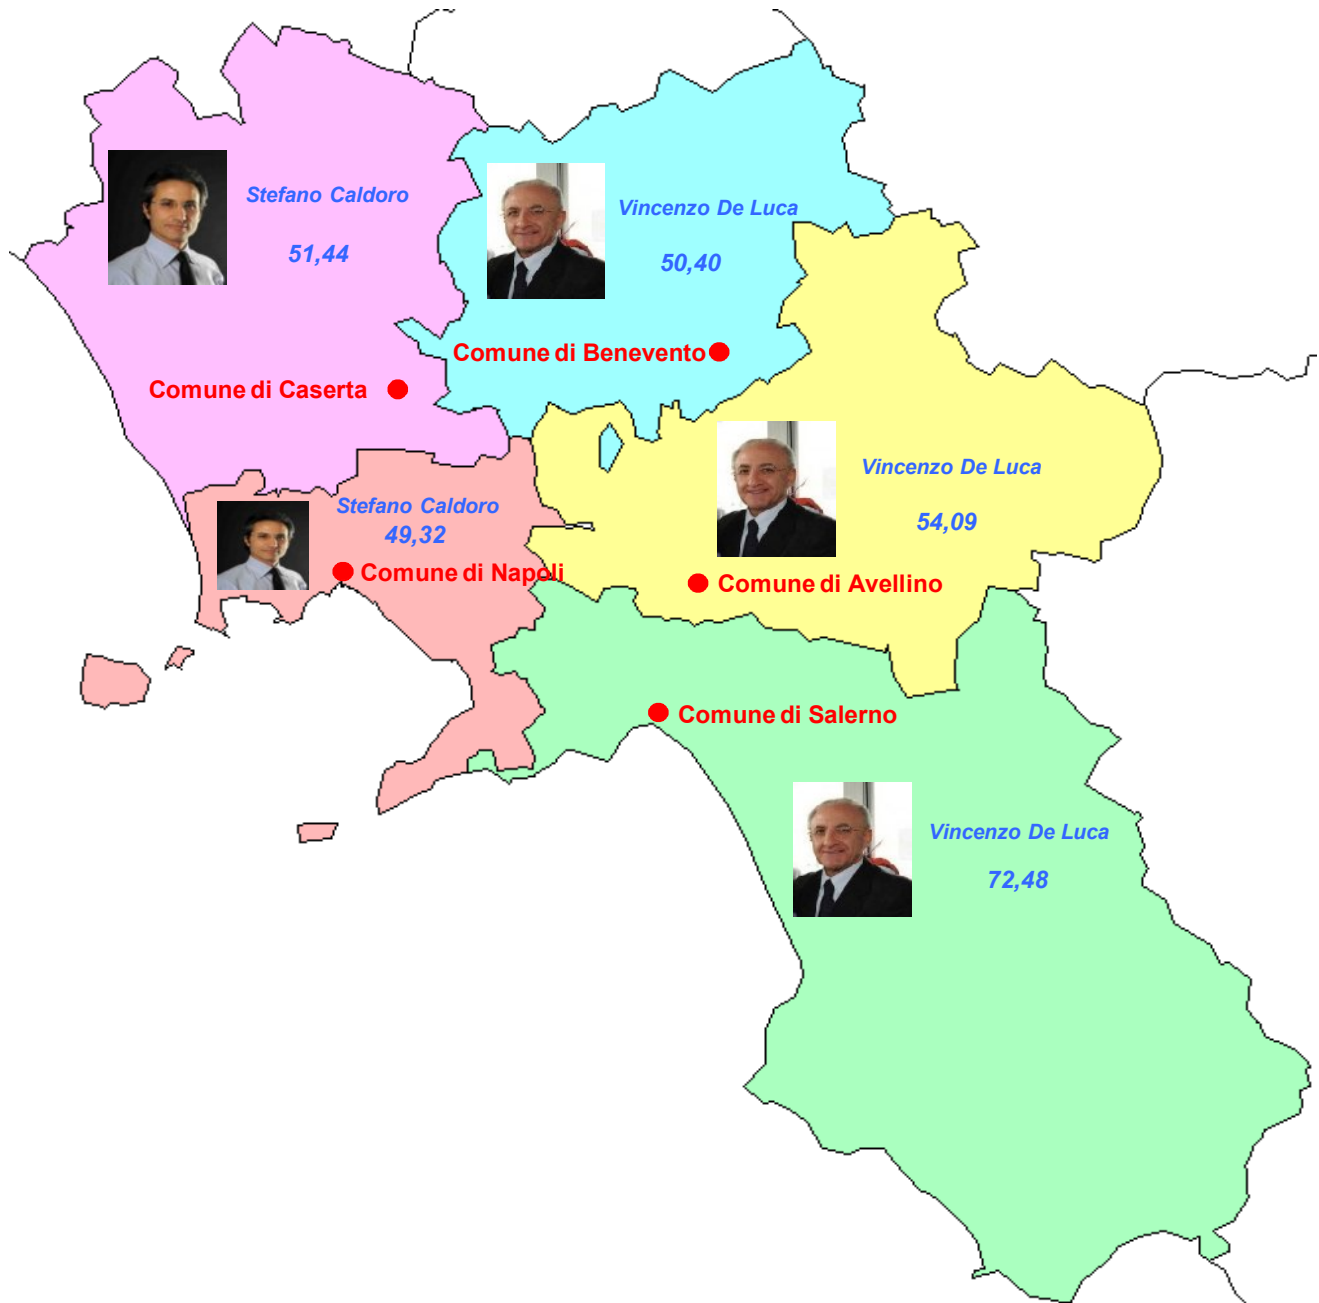 Stefano Caldoro
51,44
Vincenzo De Luca
50,40
Comune di Benevento
Comune di Caserta
Vincenzo De Luca
54,09
Stefano Caldoro
49,32
Comune di Napoli
Comune di Avellino
Comune di Salerno
Vincenzo De Luca
72,48